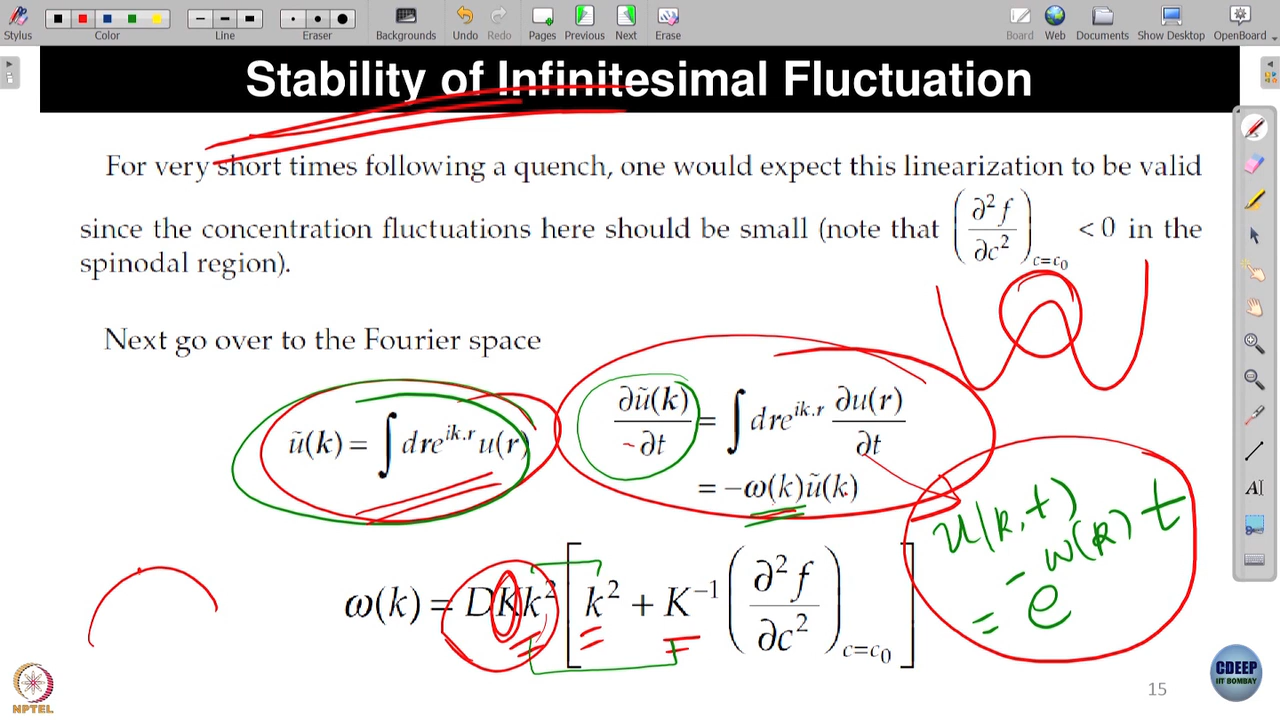 Stylus
Color
Line
Eraser
Backgrounds
Undo
Redo
Pages
Previous
Next
Erase
Board
Web
Documents
Show Desktop
OpenBoard
Stability of Infinitesimal Fluctuation
For very short times following a quench, one would expect this linearization to be valid
since the concentration fluctuations here should be small (note that (∂²f/∂c²)_{c=c₀} < 0 in the
spinodal region).
Next go over to the Fourier space
ũ(k) = ∫dre^{ik.r}u(r)
∂ũ(k)/∂t = ∫dre^{ik.r} ∂u(r)/∂t
= −ω(k)ũ(k)
u(k,t)
= e^{-ω(k)t}
ω(k) = DKk²[k² + K⁻¹(∂²f/∂c²)_{c=c₀}]
AI
15
NPTEL
CDEEP
IIT BOMBAY